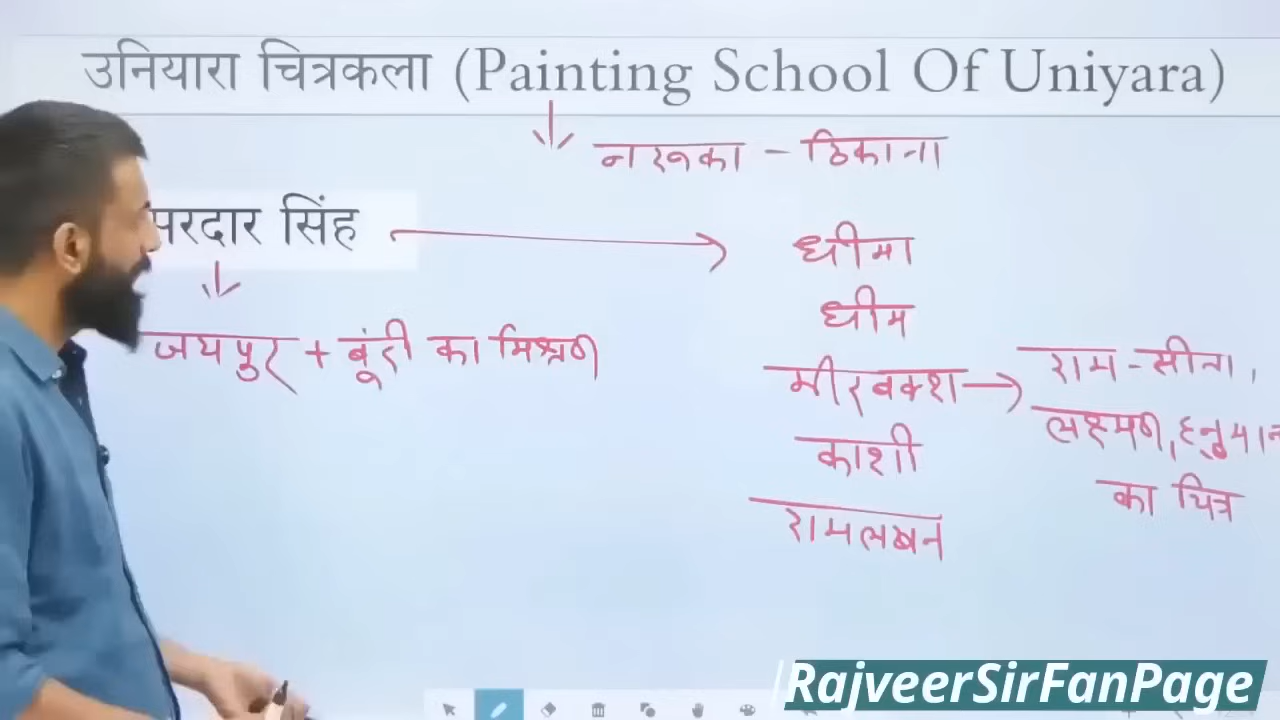 उनियारा चित्रकला (Painting School Of Uniyara)
नरूका - ठिकाना
सरदार सिंह
धीमा
धीम
जयपुर + बूंदी का मिश्रण
मीरबक्श → राम-सीता,
लक्ष्मण, हनुमान
का चित्र
काशी
रामलखन
RajveerSirFanPage